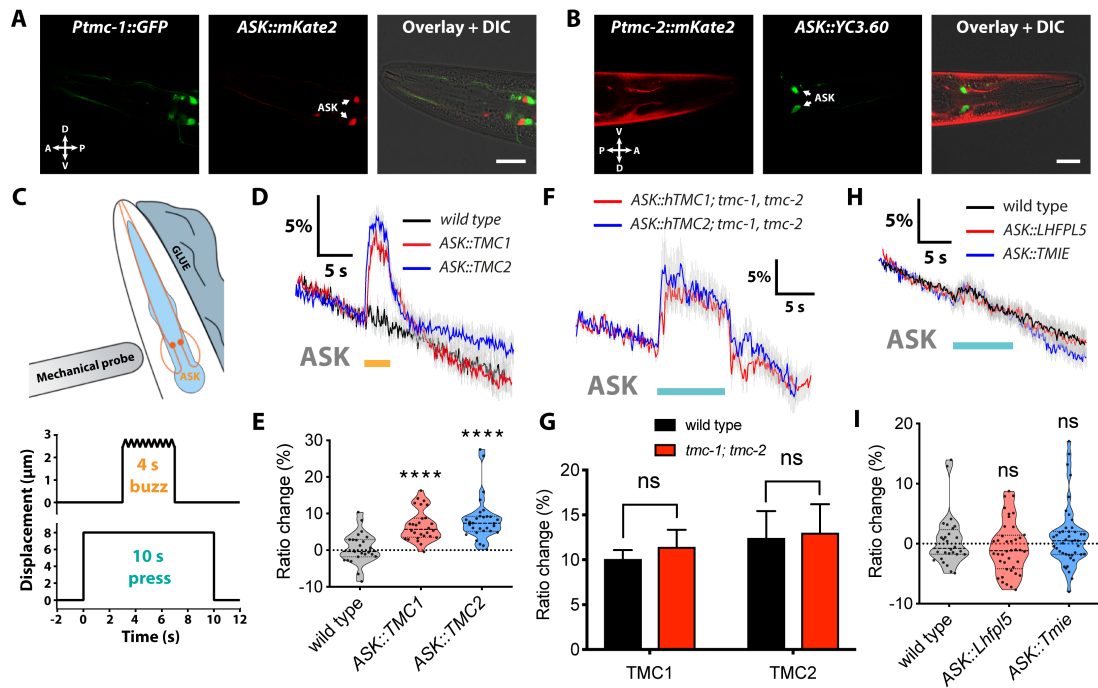 A
Ptmc-1::GFP
ASK::mKate2
Overlay + DIC
ASK
D
A
P
V
B
Ptmc-2::mKate2
ASK::YC3.60
Overlay + DIC
ASK
V
P
A
D
C
GLUE
Mechanical probe
ASK
Displacement (μm)
3
2
1
0
4 s
buzz
8
6
4
2
0
10 s
press
-2 0 2 4 6 8 10 12
Time (s)
D
5%
5 s
wild type
ASK::TMC1
ASK::TMC2
ASK
E
Ratio change (%)
30
20
10
0
-10
****
****
wild type
ASK::TMC1
ASK::TMC2
F
ASK::hTMC1; tmc-1, tmc-2
ASK::hTMC2; tmc-1, tmc-2
5%
5 s
ASK
G
wild type
tmc-1; tmc-2
Ratio change (%)
20
15
10
5
0
ns
ns
TMC1
TMC2
H
5%
5 s
wild type
ASK::LHFPL5
ASK::TMIE
ASK
I
Ratio change (%)
20
10
0
-10
ns
ns
wild type
ASK::Lhfpl5
ASK::Tmie